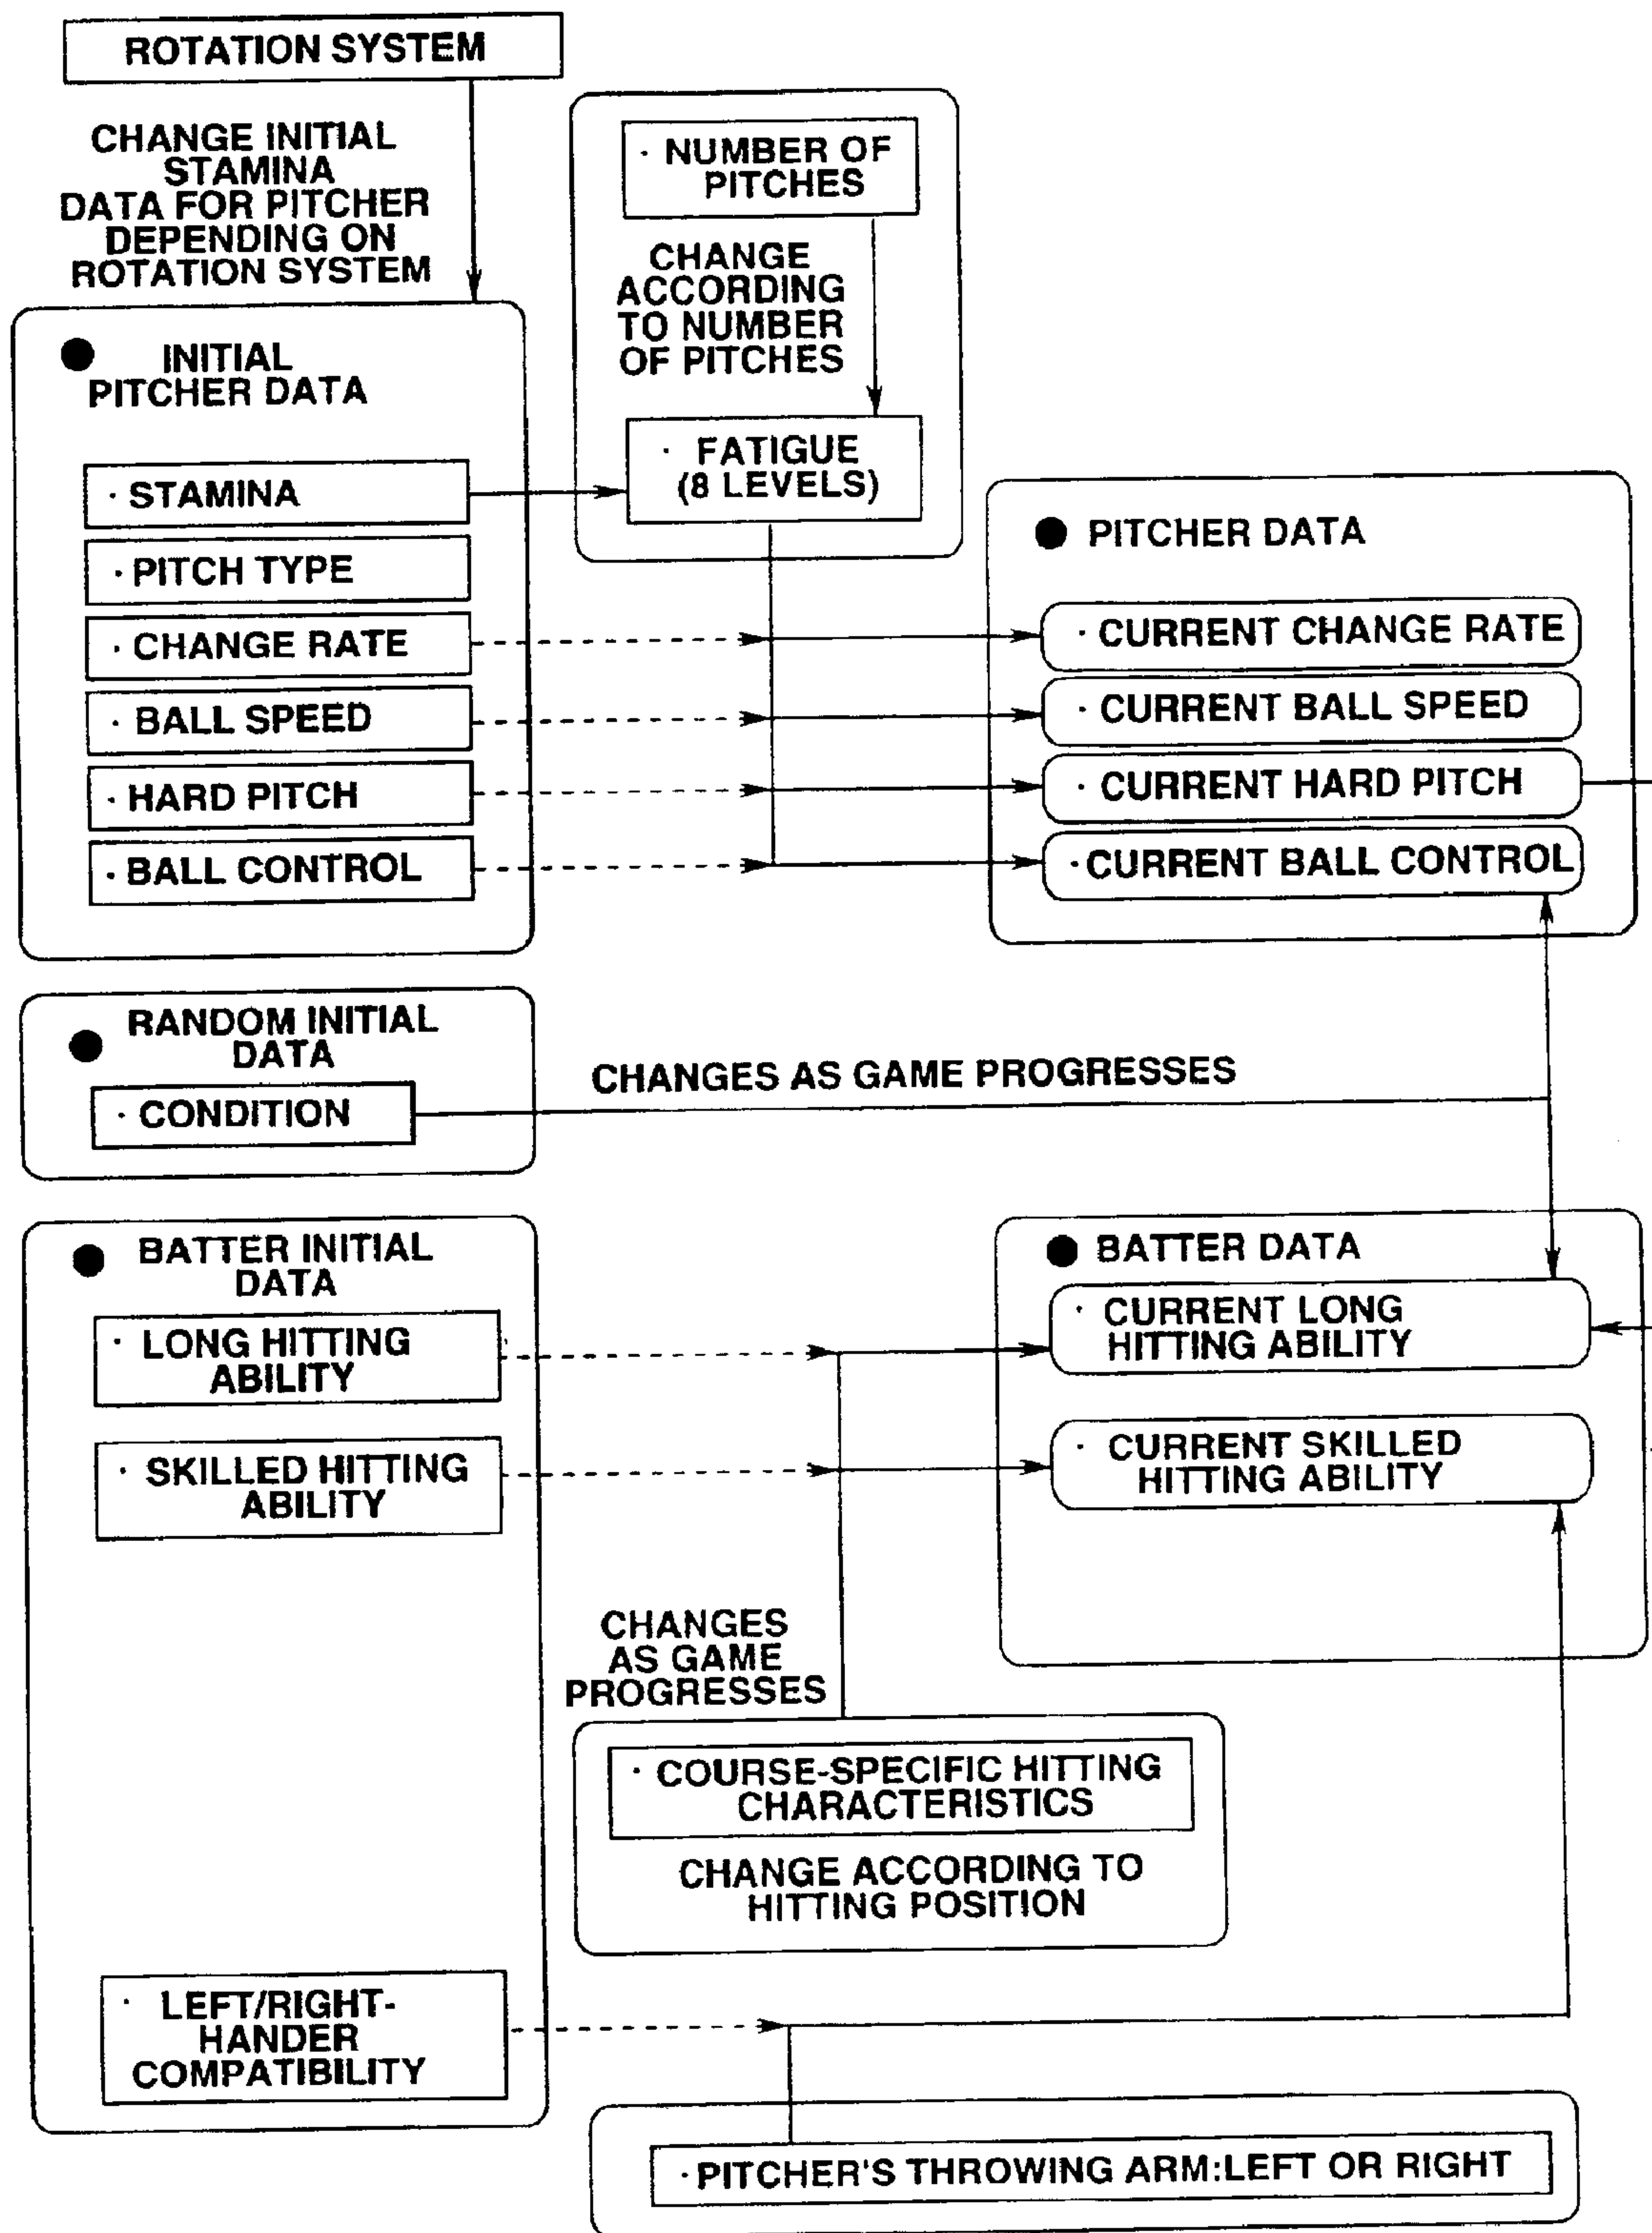 ROTATION SYSTEM
CHANGE INITIAL
STAMINA
DATA FOR PITCHER
DEPENDING ON
ROTATION SYSTEM
· NUMBER OF
PITCHES
CHANGE
ACCORDING
TO NUMBER
OF PITCHES
· FATIGUE
(8 LEVELS)
● INITIAL
PITCHER DATA
· STAMINA
· PITCH TYPE
· CHANGE RATE
· BALL SPEED
· HARD PITCH
· BALL CONTROL
● PITCHER DATA
· CURRENT CHANGE RATE
· CURRENT BALL SPEED
· CURRENT HARD PITCH
· CURRENT BALL CONTROL
● RANDOM INITIAL
DATA
· CONDITION
CHANGES AS GAME PROGRESSES
● BATTER INITIAL
DATA
· LONG HITTING
ABILITY
· SKILLED HITTING
ABILITY
● BATTER DATA
· CURRENT LONG
HITTING ABILITY
· CURRENT SKILLED
HITTING ABILITY
CHANGES
AS GAME
PROGRESSES
· COURSE-SPECIFIC HITTING
CHARACTERISTICS
CHANGE ACCORDING TO
HITTING POSITION
· LEFT/RIGHT-
HANDER
COMPATIBILITY
· PITCHER'S THROWING ARM:LEFT OR RIGHT